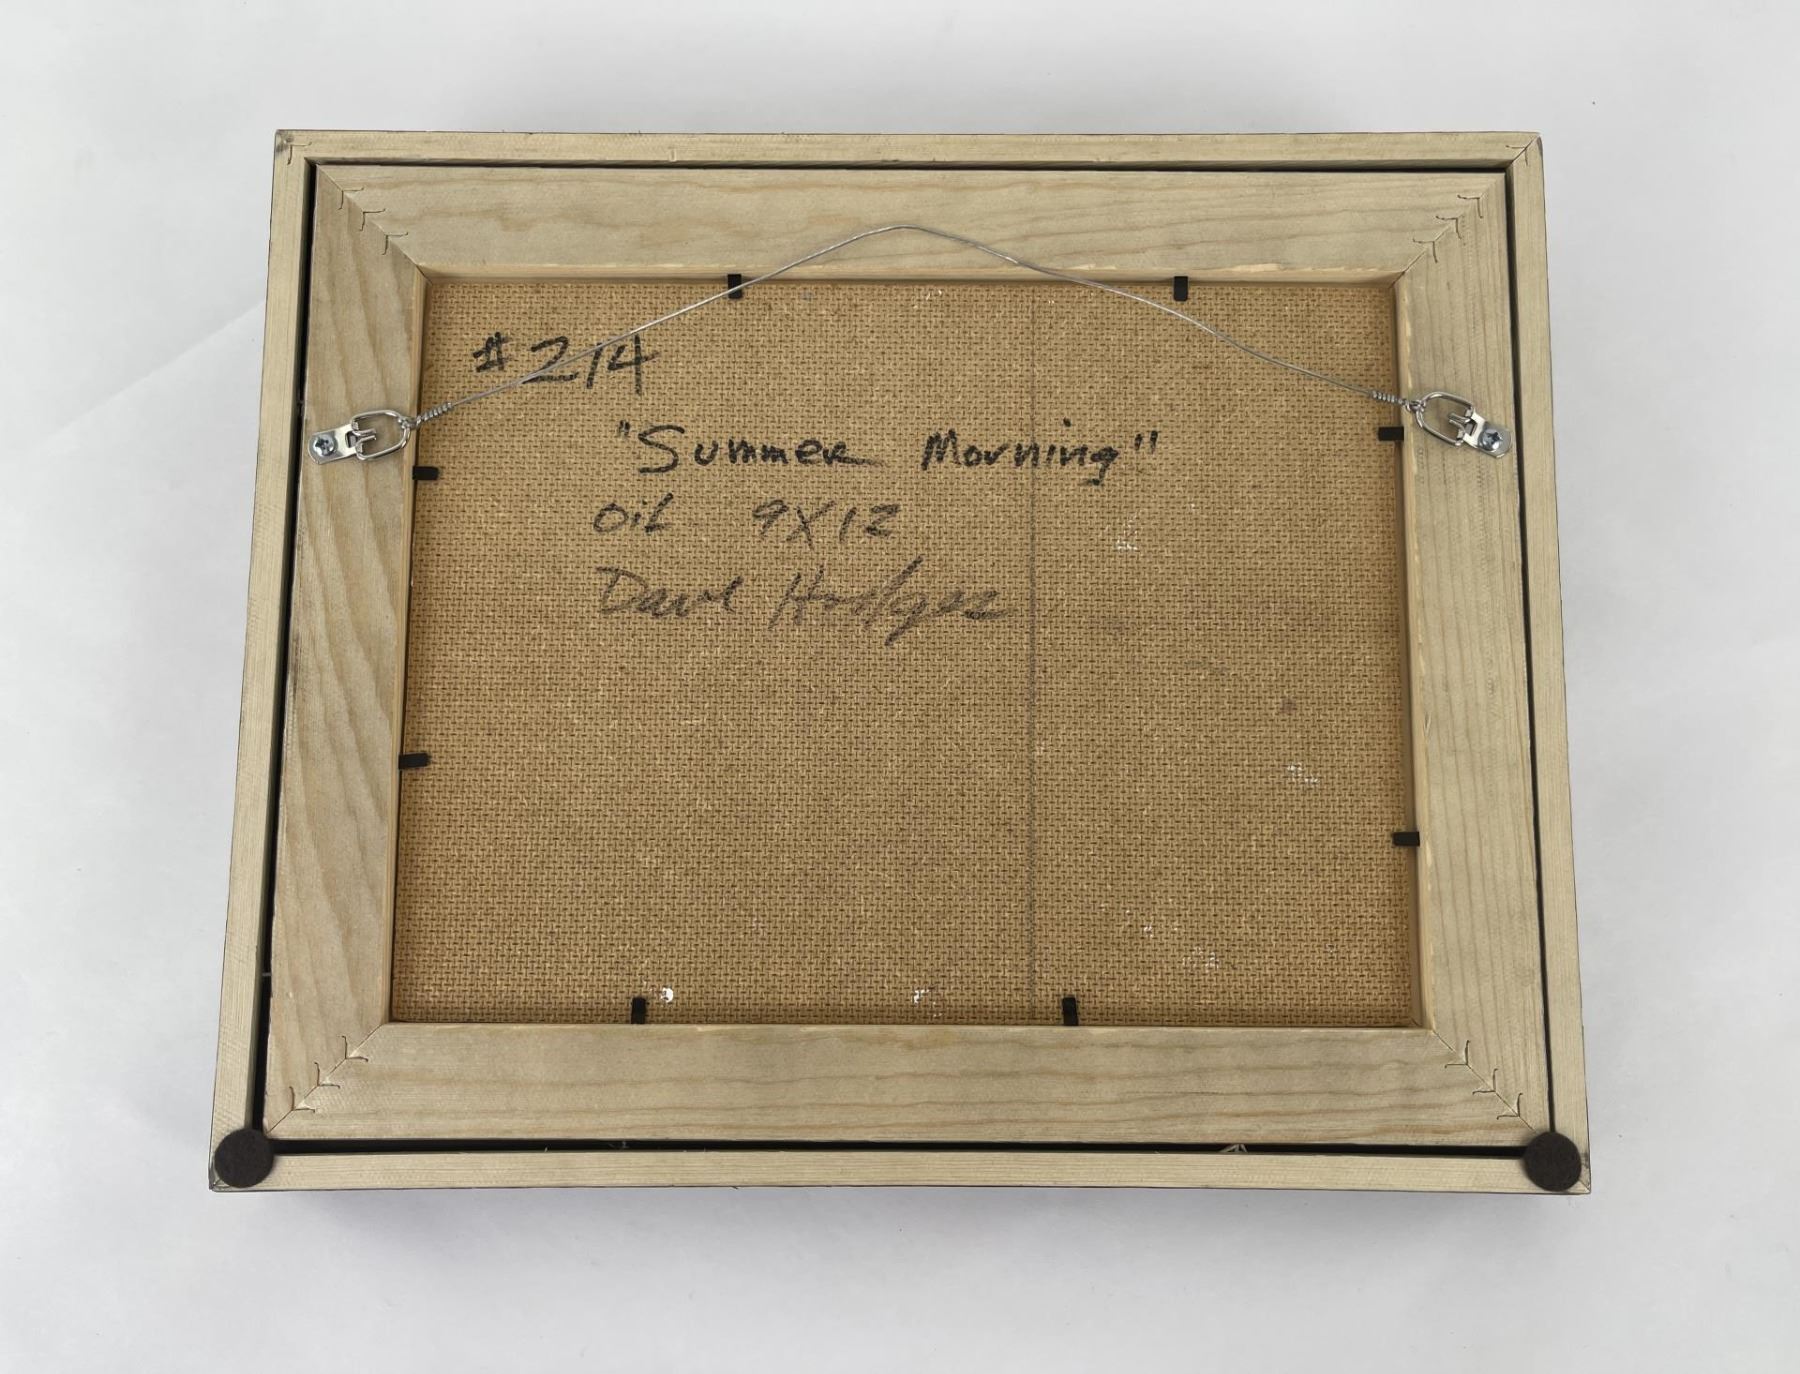 #214
"Summer Morning"
oil 9X12
Dave Hodges